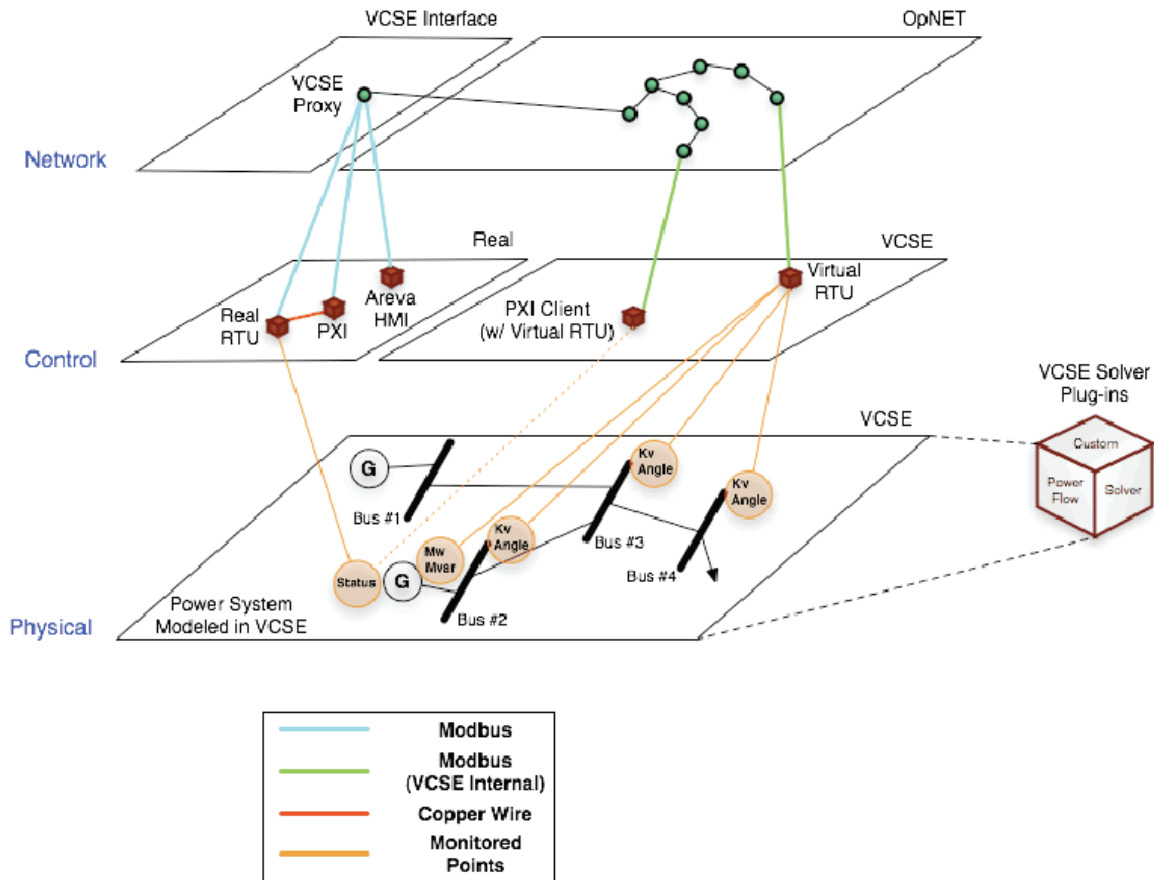 VCSE Interface
OpNET
VCSE
Proxy
Network
Real
VCSE
Virtual
RTU
Areva
HMI
Real
RTU
PXI
PXI Client
(w/ Virtual RTU)
Control
VCSE Solver
Plug-ins
VCSE
Custom
Power
Flow
Solver
G
Kv
Angle
Kv
Angle
Bus #1
Kv
Angle
Bus #3
Mw
Mvar
Bus #4
Status
G
Bus #2
Power System
Modeled in VCSE
Physical
Modbus
Modbus
(VCSE Internal)
Copper Wire
Monitored
Points